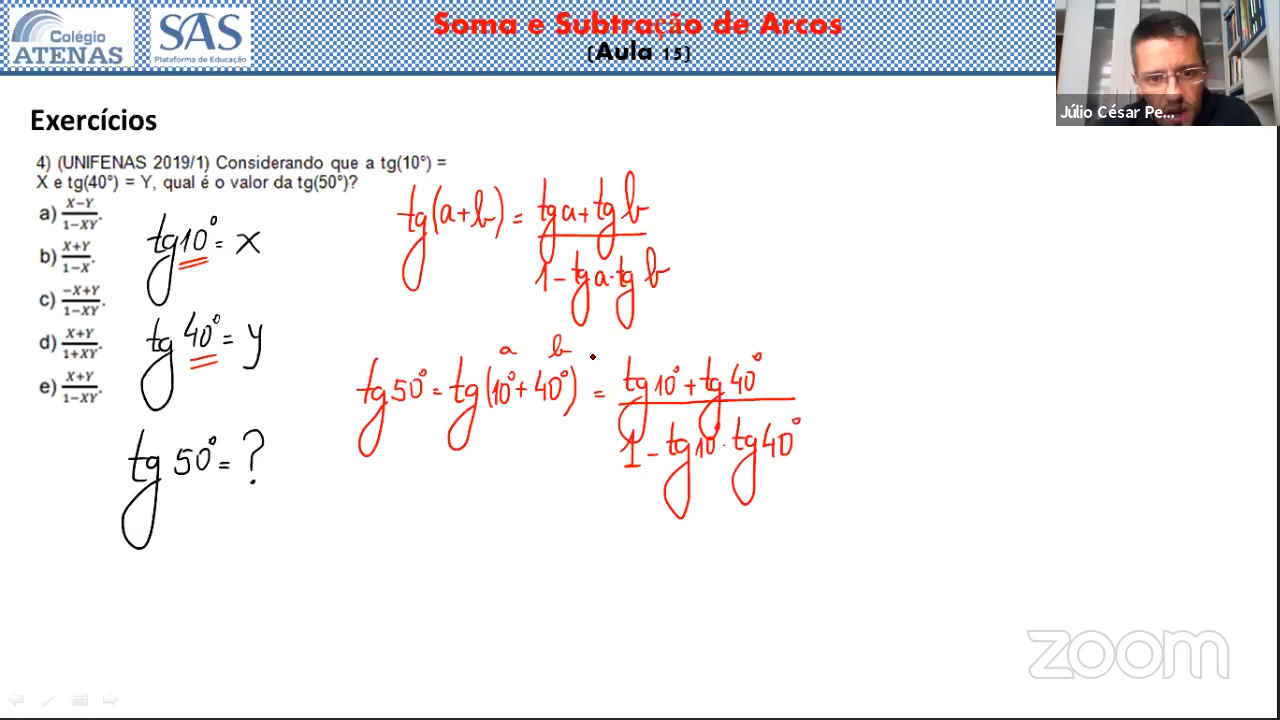 Colégio
ATENAS
SAS
Plataforma de Educação
Soma e Subtração de Arcos
(Aula 15)
Júlio César Pe...
Exercícios
4) (UNIFENAS 2019/1) Considerando que a tg(10°) =
X e tg(40°) = Y, qual é o valor da tg(50°)?
a) X−Y
1−XY.
b) X+Y
1−X.
c) −X+Y
1−XY.
d) X+Y
1+XY.
e) X+Y
1−XY.
tg10° = x
tg 40° = y
tg 50° = ?
tg(a+b) = tga+tgb
1−tga·tgb
a b
tg50° = tg(10°+40°) = tg10°+tg40°
1−tg10°·tg40°
zoom